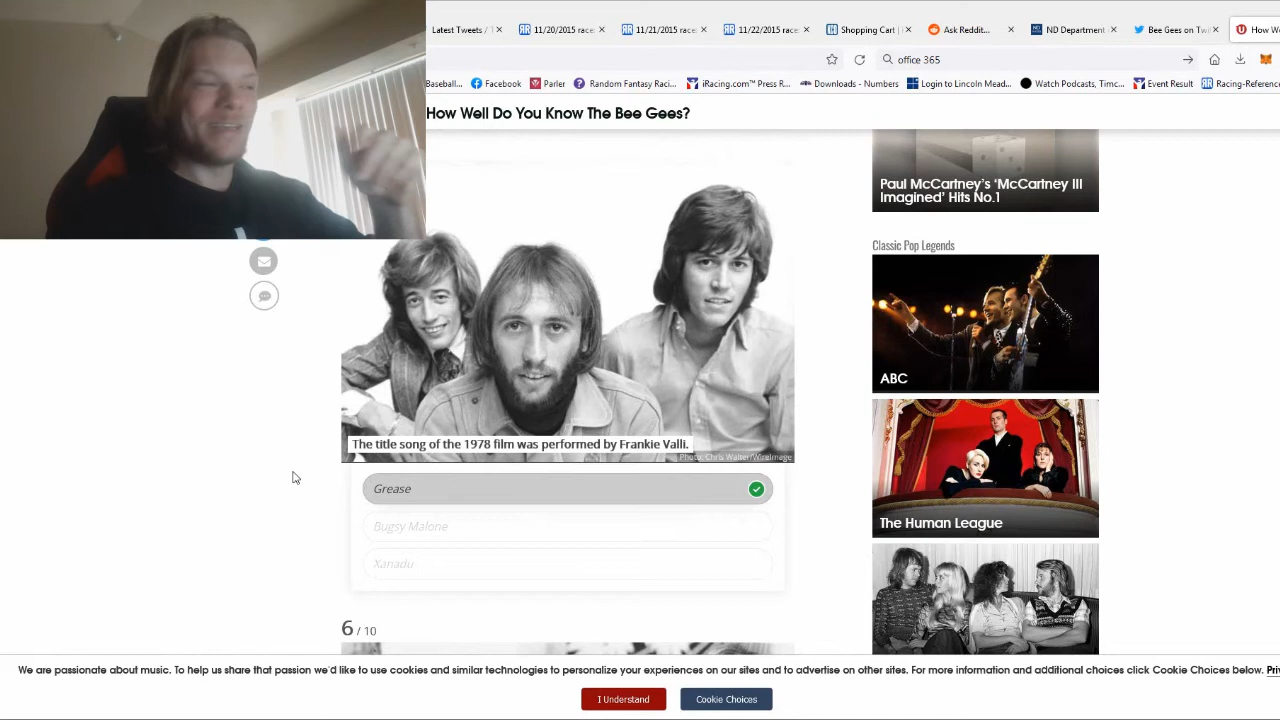 Latest Tweets / T
11/20/2015 race:
11/21/2015 race:
11/22/2015 race:
Shopping Cart |
Ask Reddit...
ND Department
Bee Gees on Tw
How We
office 365
Baseball...
Facebook
Parler
Random Fantasy Raci...
iRacing.com™ Press R...
Downloads - Numbers
Login to Lincoln Mead...
Watch Podcasts, Timc...
Event Result
Racing-Reference
How Well Do You Know The Bee Gees?
Paul McCartney's 'McCartney III
Imagined' Hits No.1
Classic Pop Legends
ABC
The title song of the 1978 film was performed by Frankie Valli.
Photo: Chris Walter/WireImage
Grease
Bugsy Malone
Xanadu
The Human League
6 / 10
We are passionate about music. To help us share that passion we'd like to use cookies and similar technologies to personalize your experiences on our sites and to advertise on other sites. For more information and additional choices click Cookie Choices below. Priv
I Understand
Cookie Choices